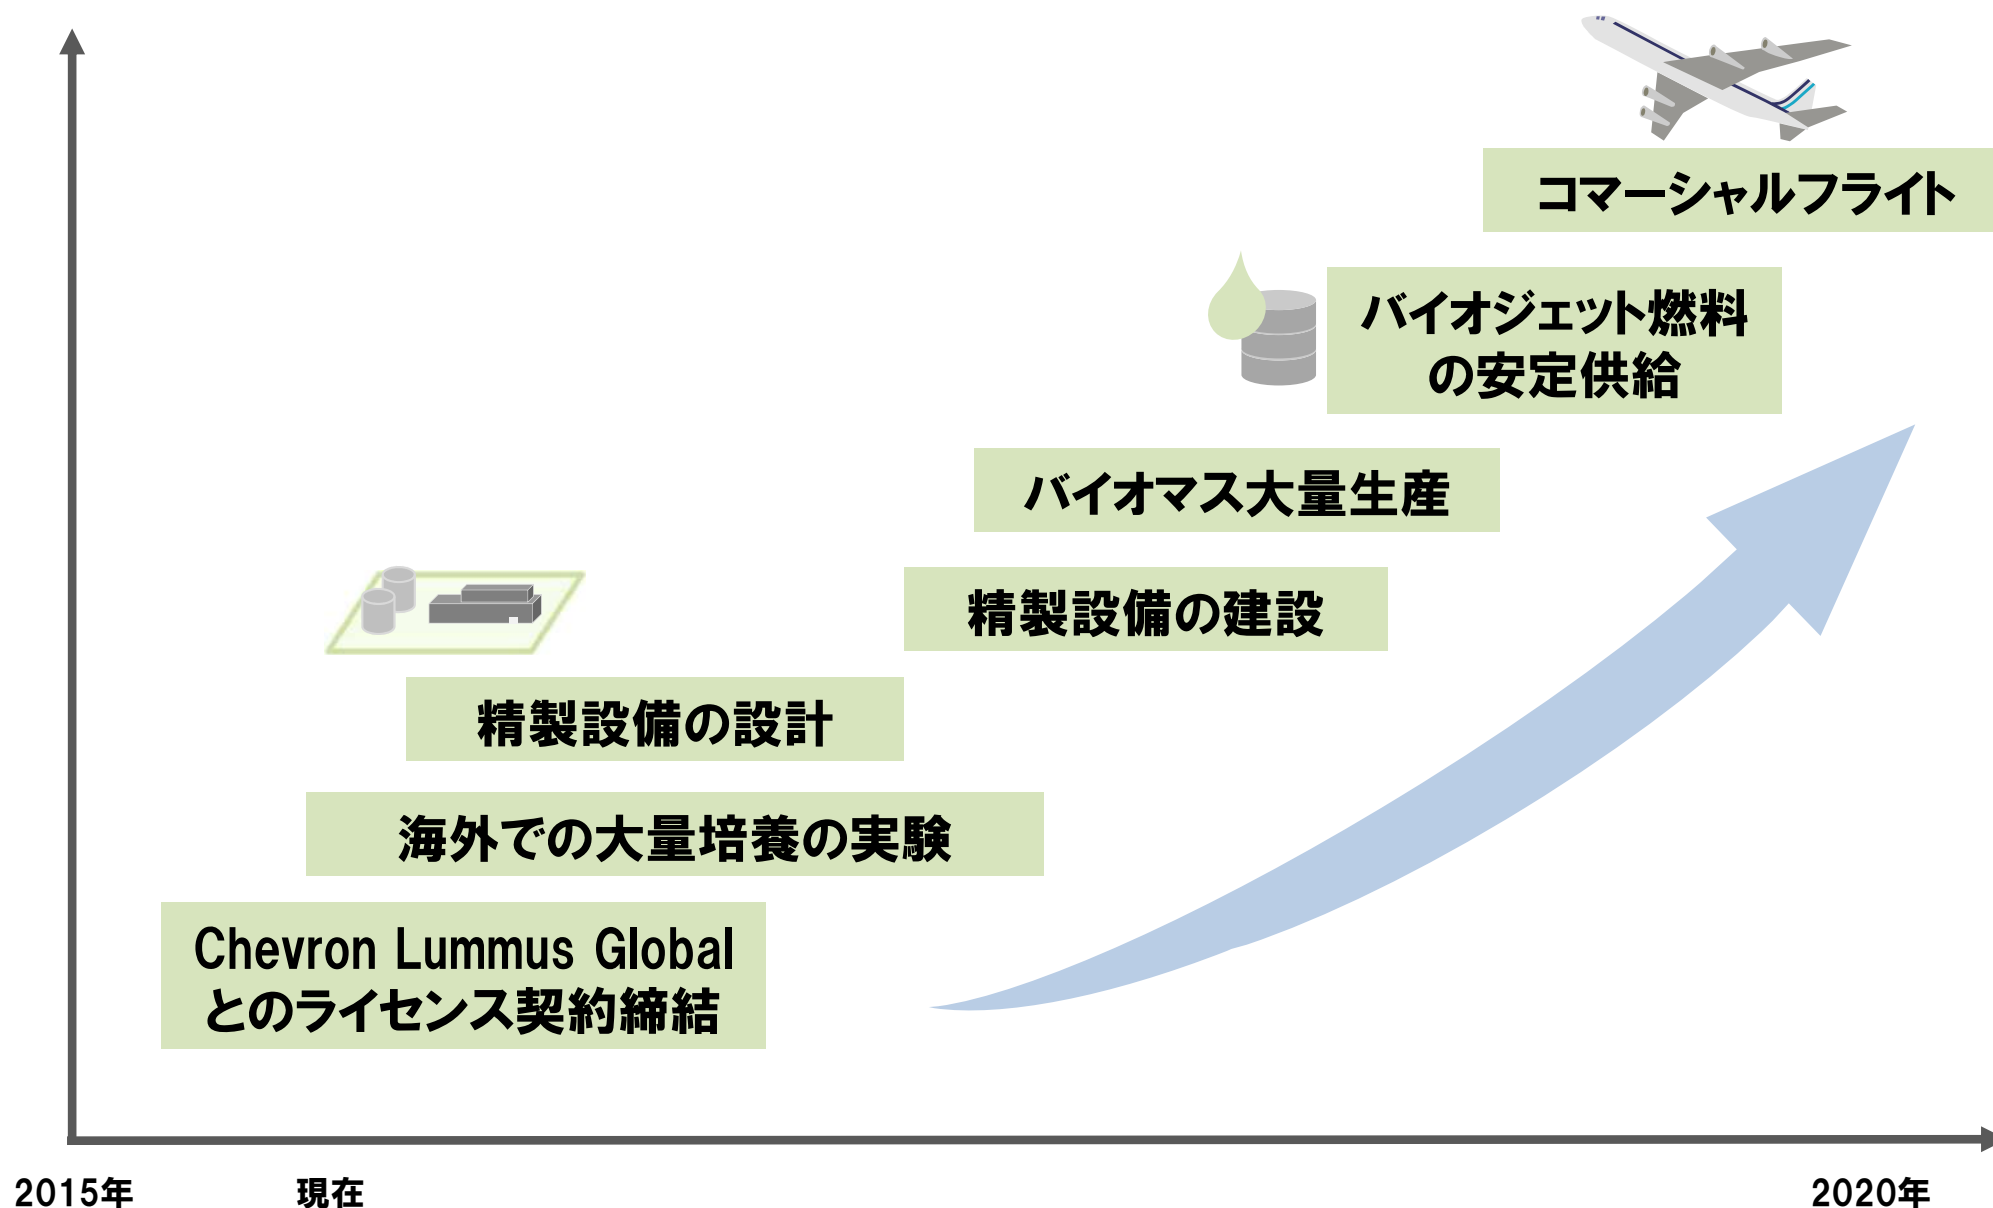 コマーシャルフライト
バイオジェット燃料
の安定供給
バイオマス大量生産
精製設備の建設
精製設備の設計
海外での大量培養の実験
Chevron Lummus Global
とのライセンス契約締結
2015年
現在
2020年